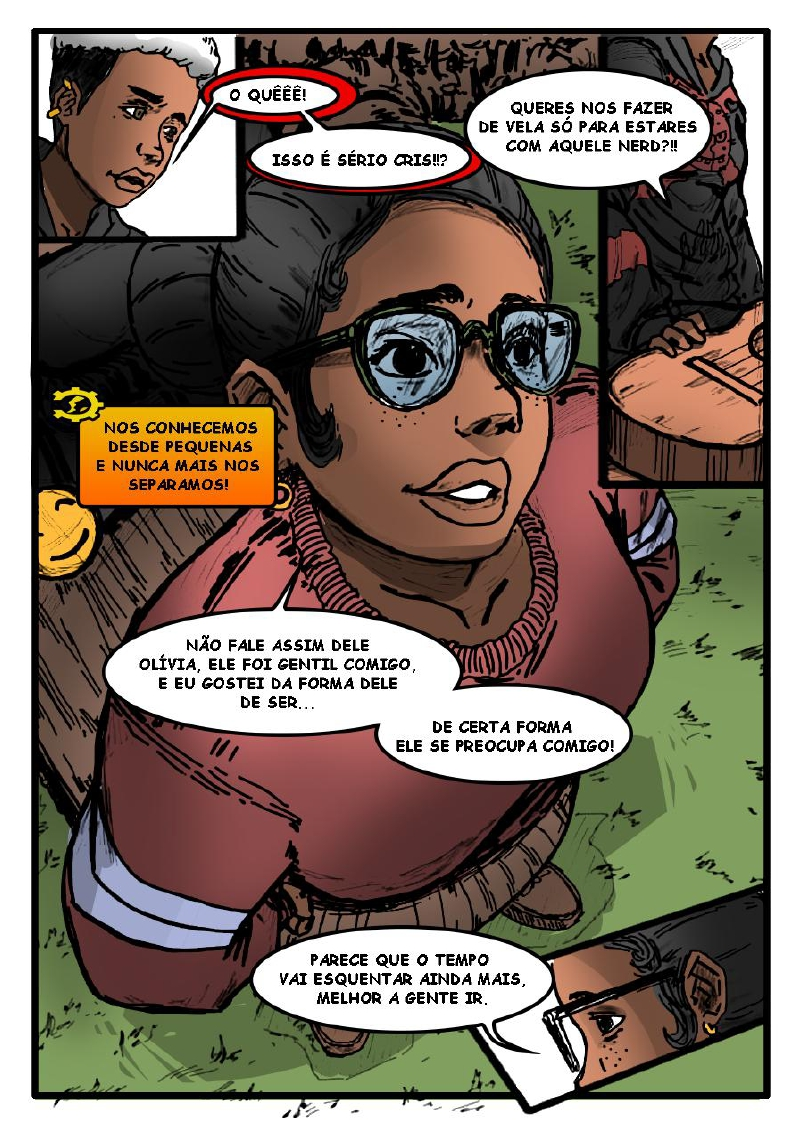 O QUÊÊÊ!
ISSO É SÉRIO CRIS!!?
QUERES NOS FAZER
DE VELA SÓ PARA ESTARES
COM AQUELE NERD?!!
NOS CONHECEMOS
DESDE PEQUENAS
E NUNCA MAIS NOS
SEPARAMOS!
NÃO FALE ASSIM DELE
OLÍVIA, ELE FOI GENTIL COMIGO,
E EU GOSTEI DA FORMA DELE
DE SER...
DE CERTA FORMA
ELE SE PREOCUPA COMIGO!
PARECE QUE O TEMPO
VAI ESQUENTAR AINDA MAIS,
MELHOR A GENTE IR.